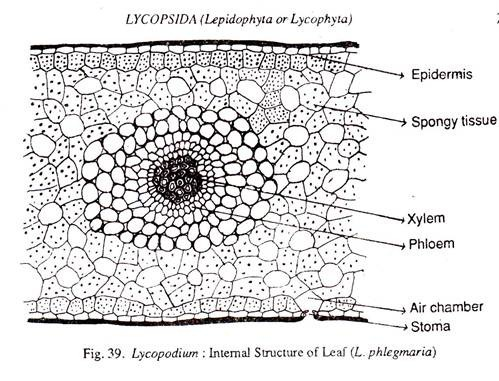 LYCOPSIDA (Lepidophyta or Lycophyta)
Epidermis
Spongy tissue
Xylem
Phloem
Air chamber
Stoma
Fig. 39. Lycopodium : Internal Structure of Leaf (L. phlegmaria)